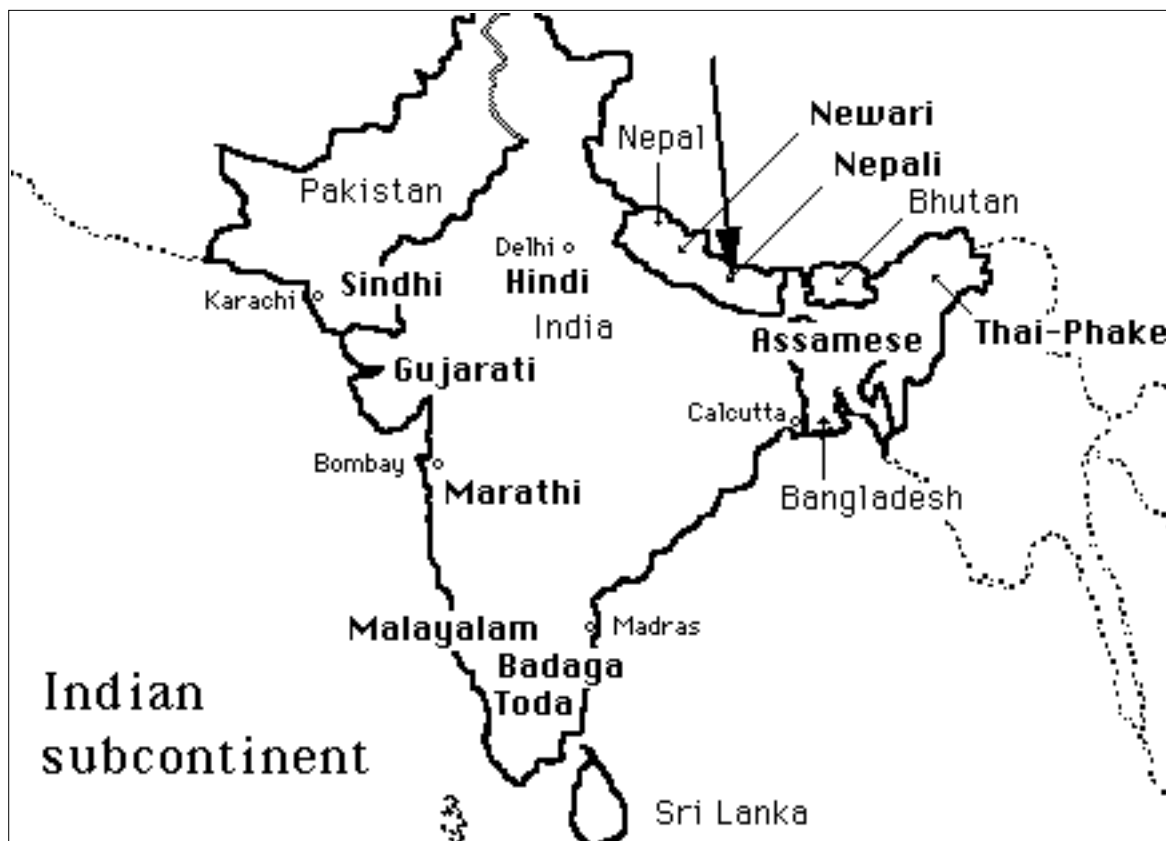 Newari
Nepal
Nepali
Pakistan
Bhutan
Delhi
Sindhi
Hindi
Karachi
India
Assamese
Thai-Phake
Gujarati
Calcutta
Bombay
Marathi
Bangladesh
Malayalam
Madras
Badaga
Toda
Indian
subcontinent
Sri Lanka